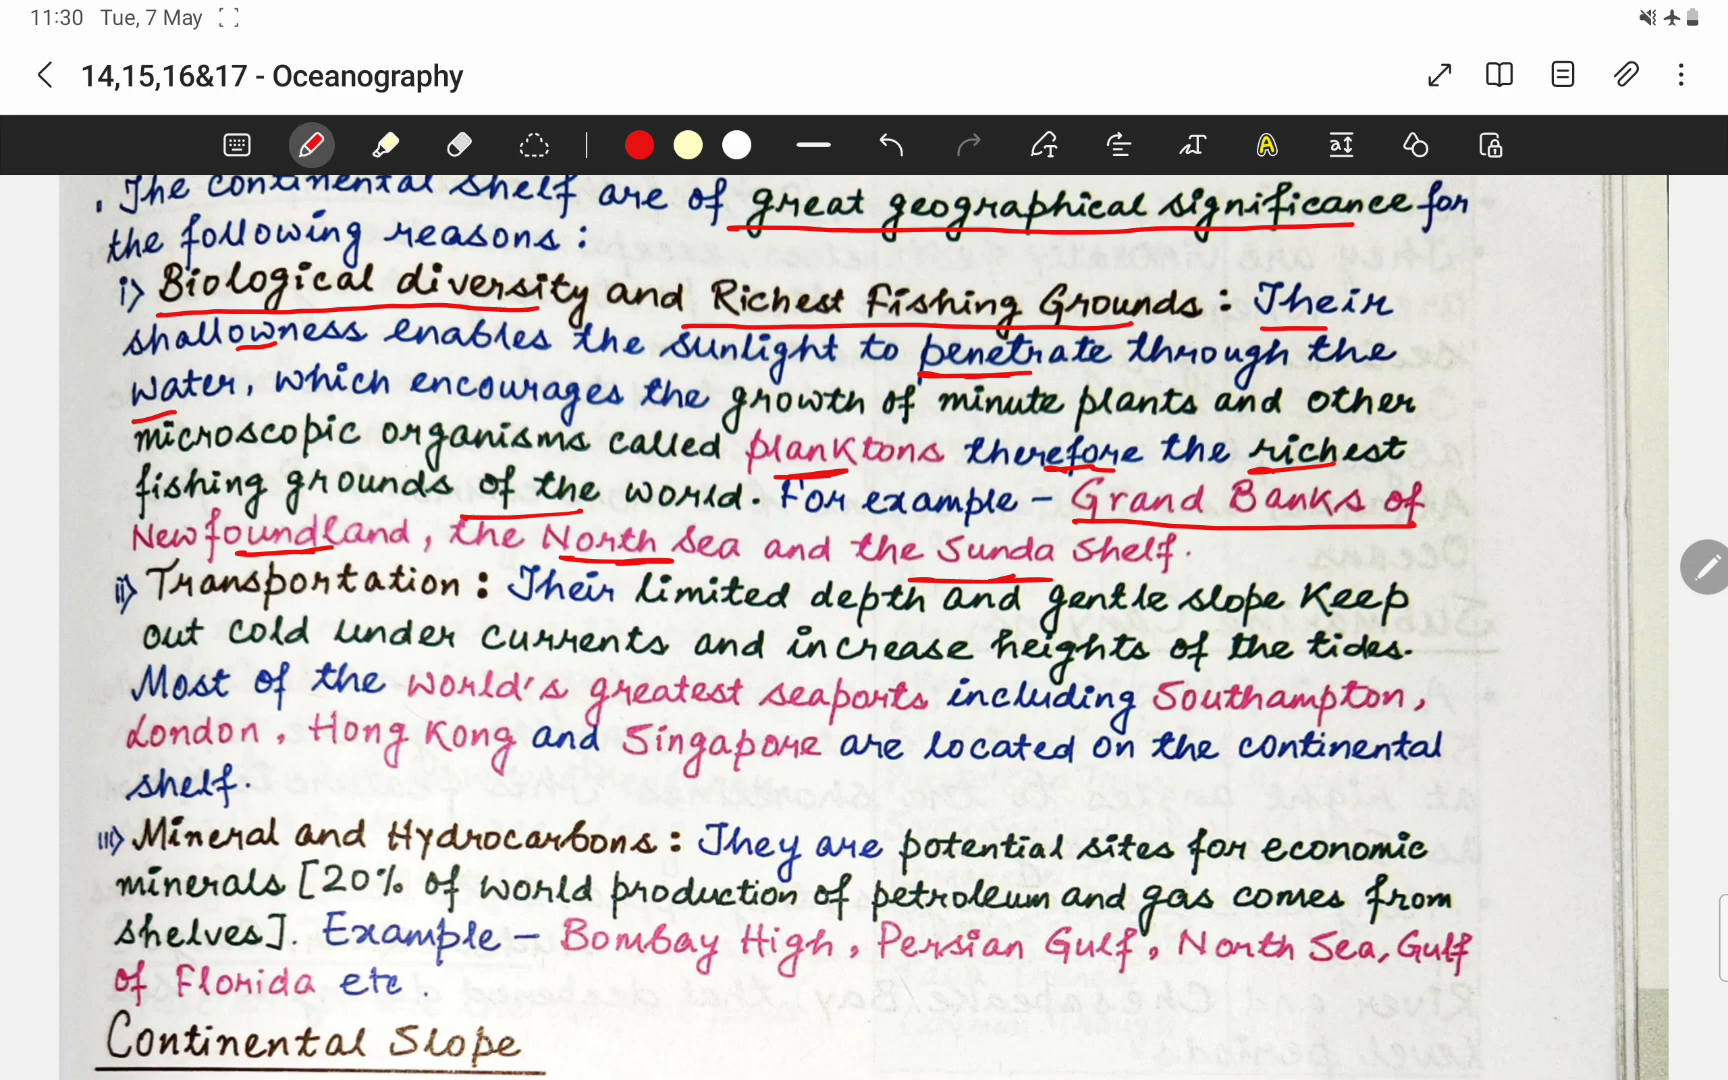 11:30 Tue, 7 May
14,15,16&17 - Oceanography
. The continental shelf are of great geographical significance for
the following reasons :
i> Biological diversity and Richest Fishing Grounds : Their
shallowness enables the sunlight to penetrate through the
water, which encourages the growth of minute plants and other
microscopic organisms called planktons therefore the richest
fishing grounds of the world. For example - Grand Banks of
Newfoundland, the North Sea and the Sunda Shelf.
ii> Transportation : Their limited depth and gentle slope Keep
out cold under currents and increase heights of the tides.
Most of the world's greatest seaports including Southampton,
London, Hong Kong and Singapore are located on the continental
shelf.
iii> Mineral and Hydrocarbons : They are potential sites for economic
minerals [20% of world production of petroleum and gas comes from
shelves]. Example - Bombay High, Persian Gulf, North Sea, Gulf
of Florida etc.
Continental Slope